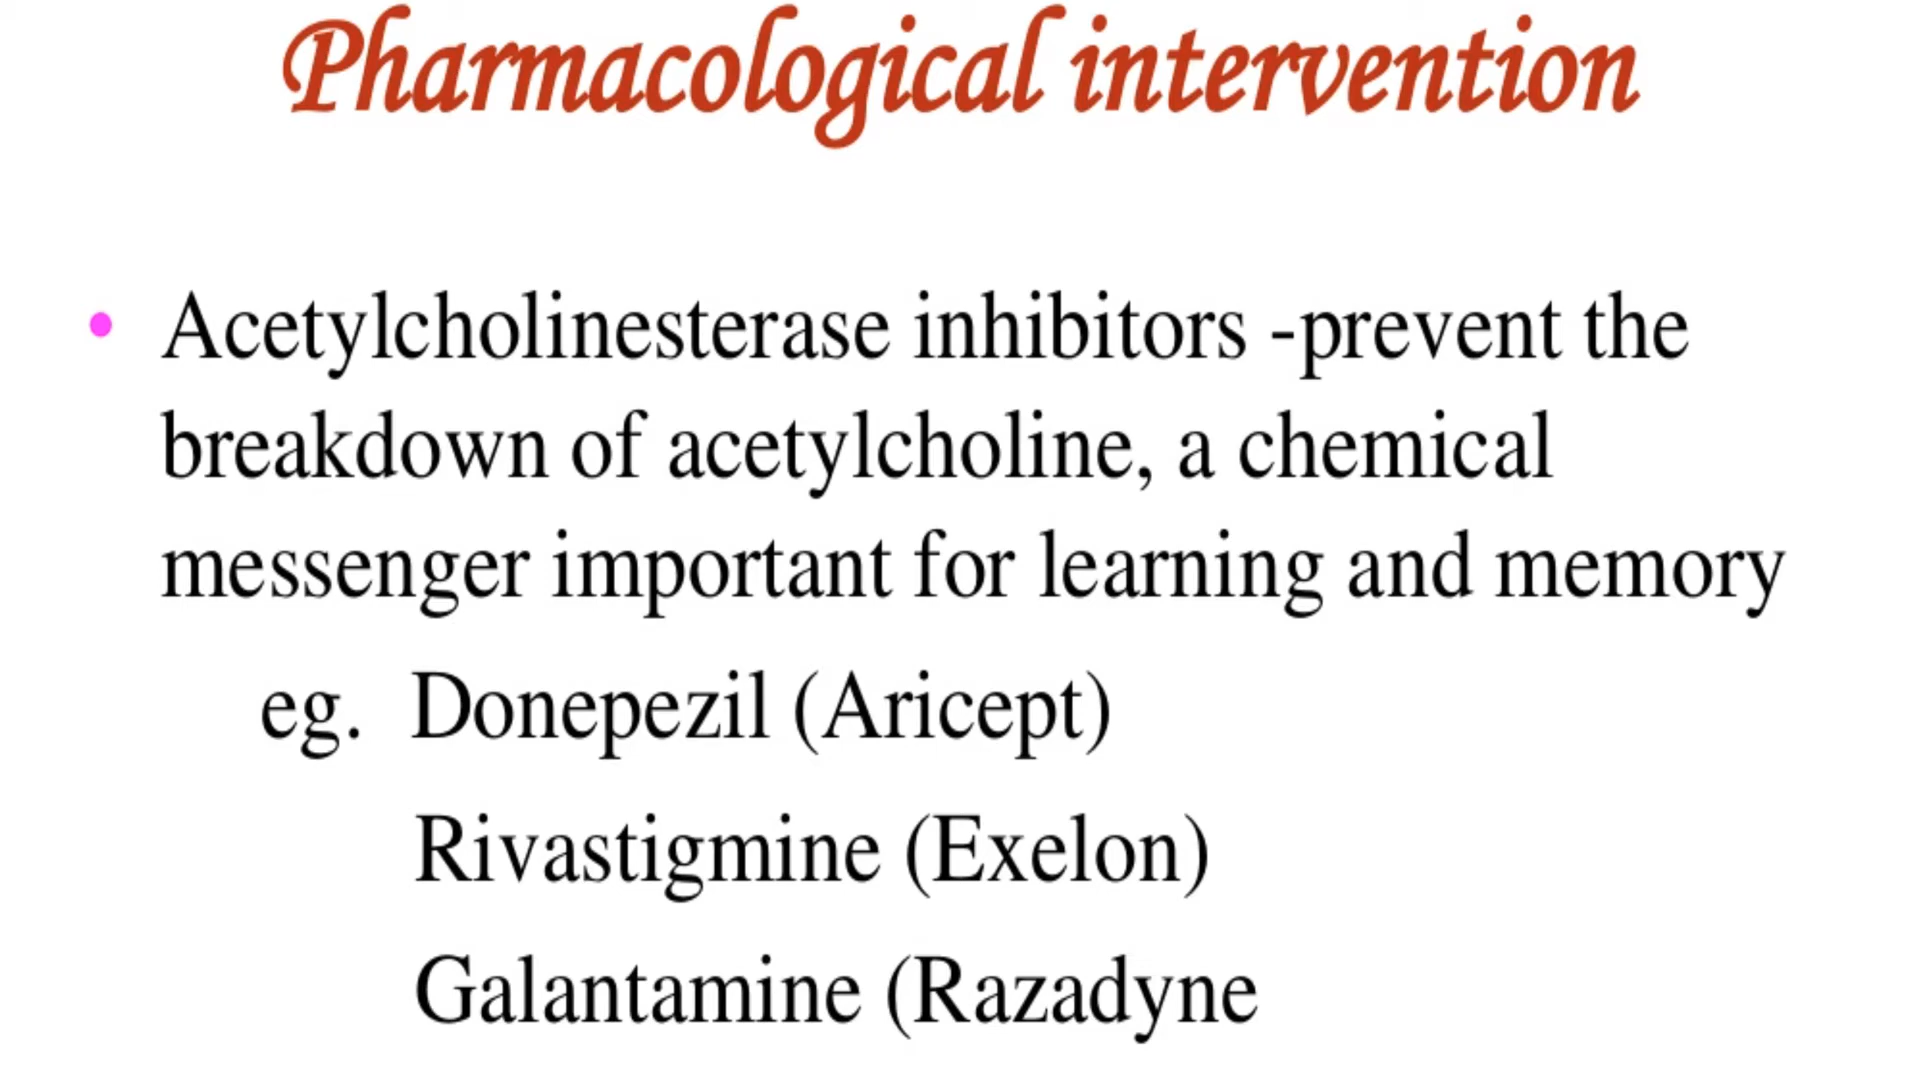 Pharmacological intervention
• Acetylcholinesterase inhibitors -prevent the
breakdown of acetylcholine, a chemical
messenger important for learning and memory
eg. Donepezil (Aricept)
Rivastigmine (Exelon)
Galantamine (Razadyne